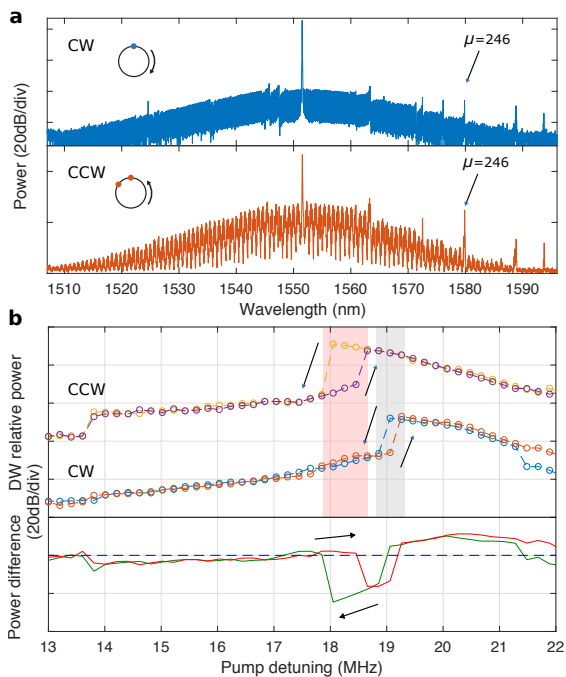 a
CW
μ=246
CCW
μ=246
Power (20dB/div)
1510 1520 1530 1540 1550 1560 1570 1580 1590
Wavelength (nm)
b
CCW
CW
DW relative power
(20dB/div)
Power difference
13 14 15 16 17 18 19 20 21 22
Pump detuning (MHz)